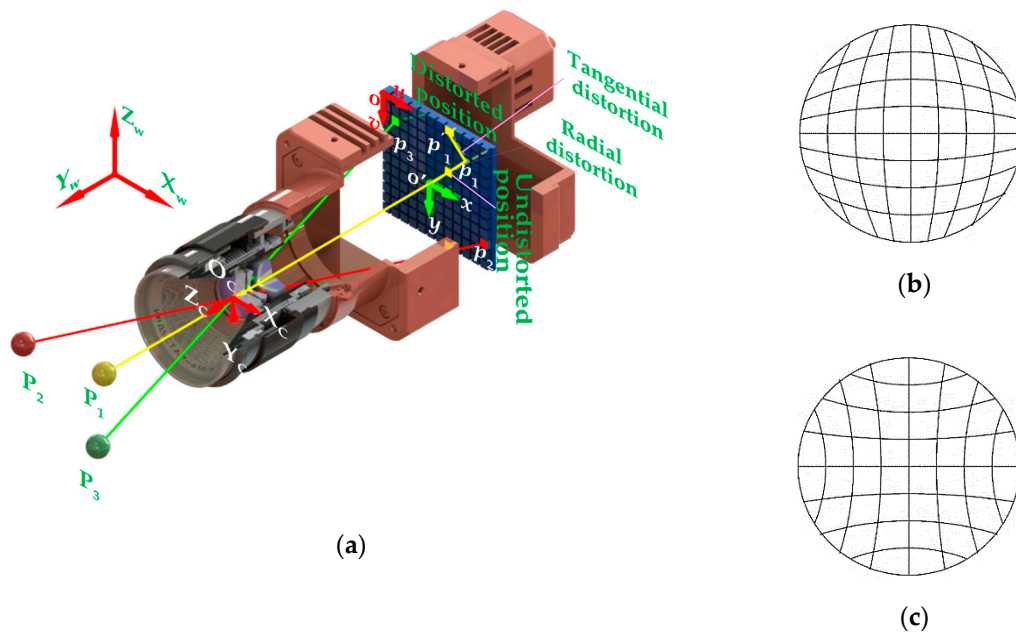 Z_w
Y_w
X_w
o
u
v
Distorted
position
Tangential
distortion
Radial
distortion
p_3
p_1'
p_1
o'
x
y
Undistorted
position
p_2
O_c
Z_c
X_c
Y_c
P_2
P_1
P_3
(a)
(b)
(c)